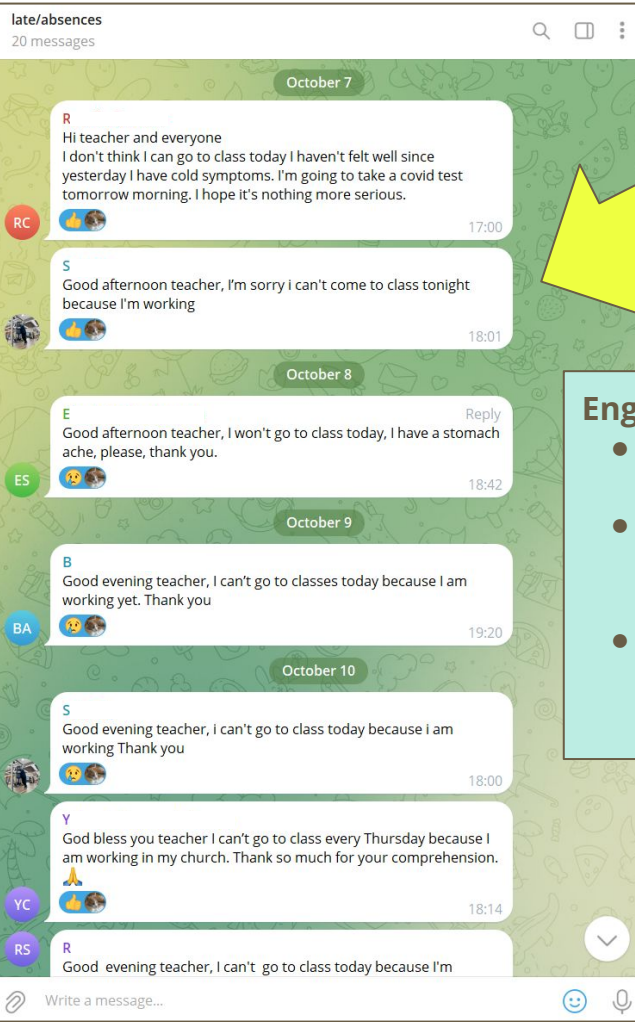 late/absences
20 messages
October 7
R
Hi teacher and everyone
I don't think I can go to class today I haven't felt well since
yesterday I have cold symptoms. I'm going to take a covid test
tomorrow morning. I hope it's nothing more serious.
RC
17:00
S
Good afternoon teacher, I'm sorry i can't come to class tonight
because I'm working
18:01
October 8
E
Reply
Good afternoon teacher, I won't go to class today, I have a stomach
ache, please, thank you.
ES
18:42
October 9
B
Good evening teacher, I can't go to classes today because I am
working yet. Thank you
BA
19:20
October 10
S
Good evening teacher, i can't go to class today because i am
working Thank you
18:00
Y
God bless you teacher I can't go to class every Thursday because I
am working in my church. Thank so much for your comprehension.
🙏
YC
18:14
RS
R
Good evening teacher, I can't go to class today because I'm
Write a message...
Eng